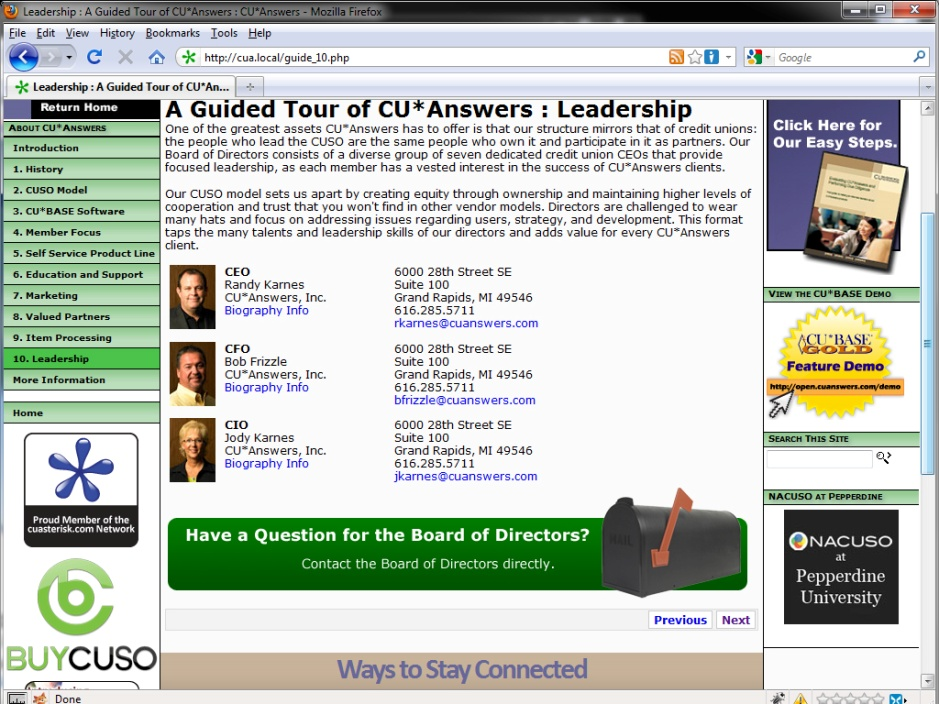 Leadership : A Guided Tour of CU*Answers : CU*Answers - Mozilla Firefox
File Edit View History Bookmarks Tools Help
http://cua.local/guide_10.php
Google
Leadership : A Guided Tour of CU*An...
Return Home
ABOUT CU*ANSWERS
Introduction
1. History
2. CUSO Model
3. CU*BASE Software
4. Member Focus
5. Self Service Product Line
6. Education and Support
7. Marketing
8. Valued Partners
9. Item Processing
10. Leadership
More Information
Home
Proud Member of the
cuasterisk.com Network
BUYCUSO
A Guided Tour of CU*Answers : Leadership
One of the greatest assets CU*Answers has to offer is that our structure mirrors that of credit unions:
the people who lead the CUSO are the same people who own it and participate in it as partners. Our
Board of Directors consists of a diverse group of seven dedicated credit union CEOs that provide
focused leadership, as each member has a vested interest in the success of CU*Answers clients.
Our CUSO model sets us apart by creating equity through ownership and maintaining higher levels of
cooperation and trust that you won't find in other vendor models. Directors are challenged to wear
many hats and focus on addressing issues regarding users, strategy, and development. This format
taps the many talents and leadership skills of our directors and adds value for every CU*Answers
client.
CEO
Randy Karnes
CU*Answers, Inc.
Biography Info
6000 28th Street SE
Suite 100
Grand Rapids, MI 49546
616.285.5711
rkarnes@cuanswers.com
CFO
Bob Frizzle
CU*Answers, Inc.
Biography Info
6000 28th Street SE
Suite 100
Grand Rapids, MI 49546
616.285.5711
bfrizzle@cuanswers.com
CIO
Jody Karnes
CU*Answers, Inc.
Biography Info
6000 28th Street SE
Suite 100
Grand Rapids, MI 49546
616.285.5711
jkarnes@cuanswers.com
Have a Question for the Board of Directors?
Contact the Board of Directors directly.
MAIL
Previous Next
Ways to Stay Connected
Click Here for
Our Easy Steps.
VIEW THE CU*BASE DEMO
CU*BASE
GOLD
Feature Demo
http://open.cuanswers.com/demo
SEARCH THIS SITE
NACUSO AT PEPPERDINE
NACUSO
at
Pepperdine
University
Done